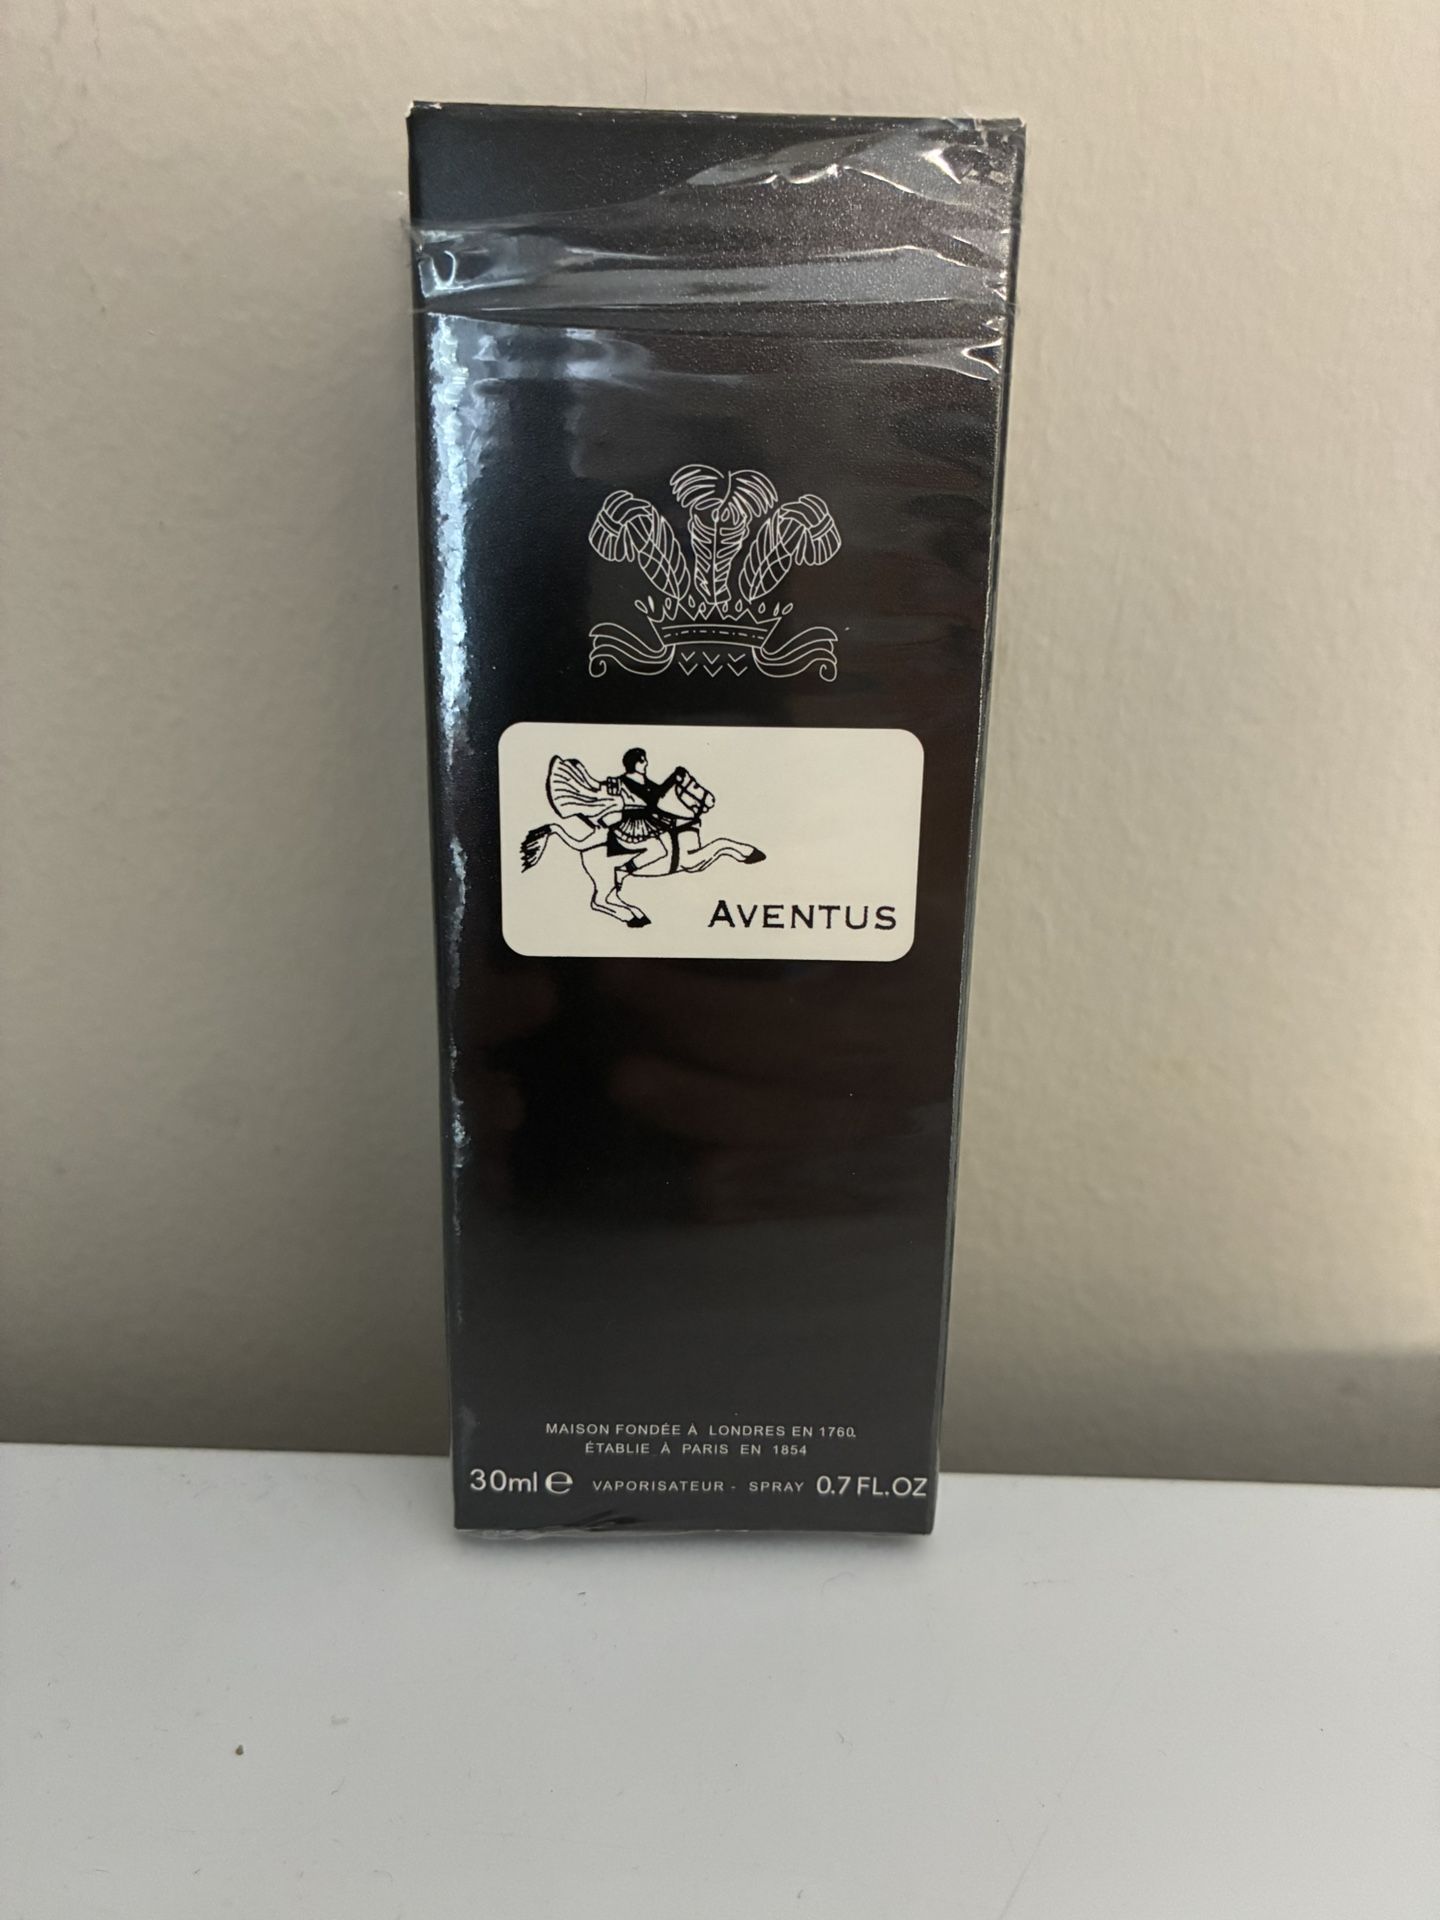 AVENTUS
MAISON FONDÉE À LONDRES EN 1760.
ÉTABLIE À PARIS EN 1854
30ml ℮ VAPORISATEUR - SPRAY 0.7 FL.OZ